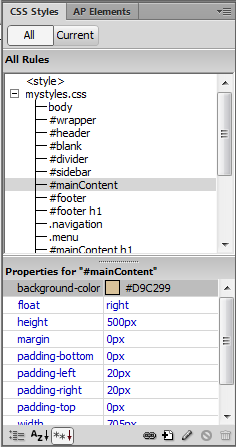 CSS Styles AP Elements
All Current
All Rules
<style>
mystyles.css
body
#wrapper
#header
#blank
#divider
#sidebar
#mainContent
#footer
#footer h1
.navigation
.menu
#mainContent h1
Properties for "#mainContent"
background-color #D9C299
float right
height 500px
margin 0px
padding-bottom 0px
padding-left 20px
padding-right 20px
padding-top 0px
width 705px
Az↓ **↓